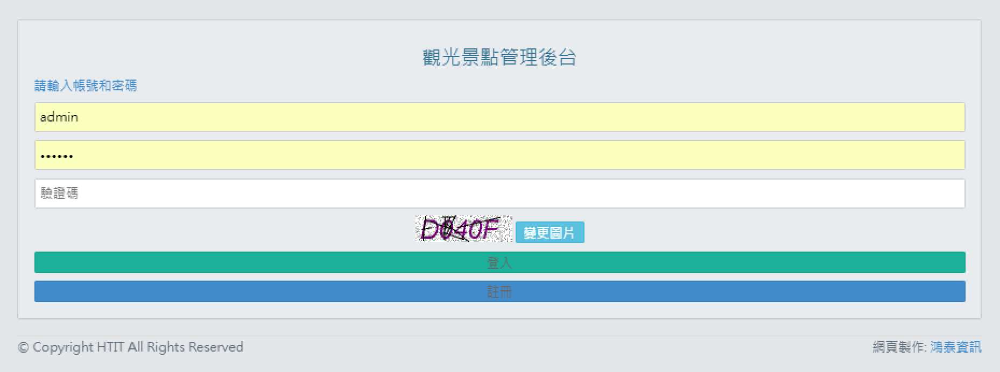 觀光景點管理後台
請輸入帳號和密碼
admin
••••••
驗證碼
變更圖片
登入
註冊
© Copyright HTIT All Rights Reserved
網頁製作: 鴻泰資訊